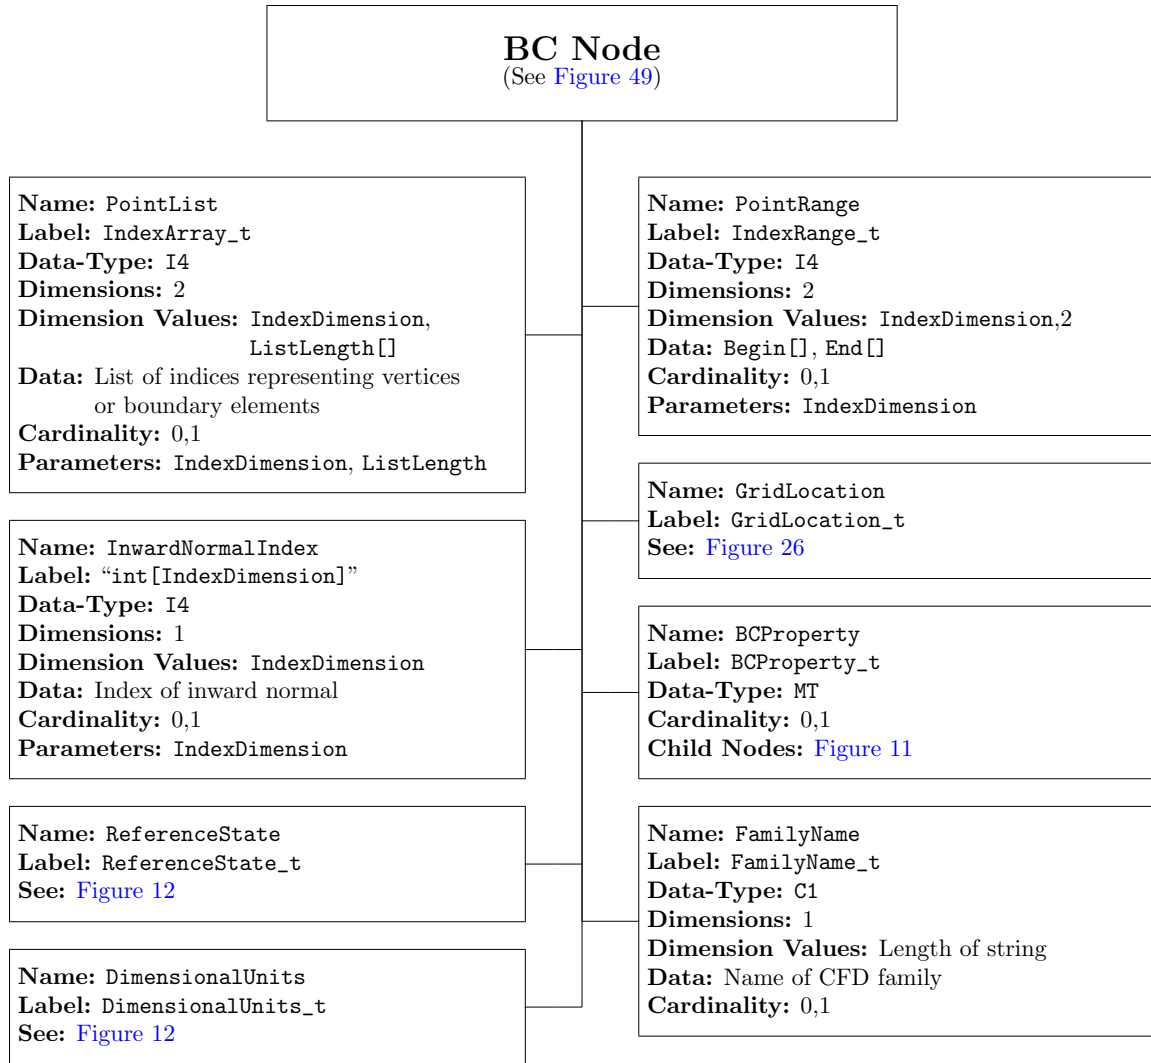 BC Node
(See Figure 49)
Name: PointList
Label: IndexArray_t
Data-Type: I4
Dimensions: 2
Dimension Values: IndexDimension,
ListLength[]
Data: List of indices representing vertices
or boundary elements
Cardinality: 0,1
Parameters: IndexDimension, ListLength
Name: InwardNormalIndex
Label: “int[IndexDimension]”
Data-Type: I4
Dimensions: 1
Dimension Values: IndexDimension
Data: Index of inward normal
Cardinality: 0,1
Parameters: IndexDimension
Name: ReferenceState
Label: ReferenceState_t
See: Figure 12
Name: DimensionalUnits
Label: DimensionalUnits_t
See: Figure 12
Name: PointRange
Label: IndexRange_t
Data-Type: I4
Dimensions: 2
Dimension Values: IndexDimension,2
Data: Begin[], End[]
Cardinality: 0,1
Parameters: IndexDimension
Name: GridLocation
Label: GridLocation_t
See: Figure 26
Name: BCProperty
Label: BCProperty_t
Data-Type: MT
Cardinality: 0,1
Child Nodes: Figure 11
Name: FamilyName
Label: FamilyName_t
Data-Type: C1
Dimensions: 1
Dimension Values: Length of string
Data: Name of CFD family
Cardinality: 0,1